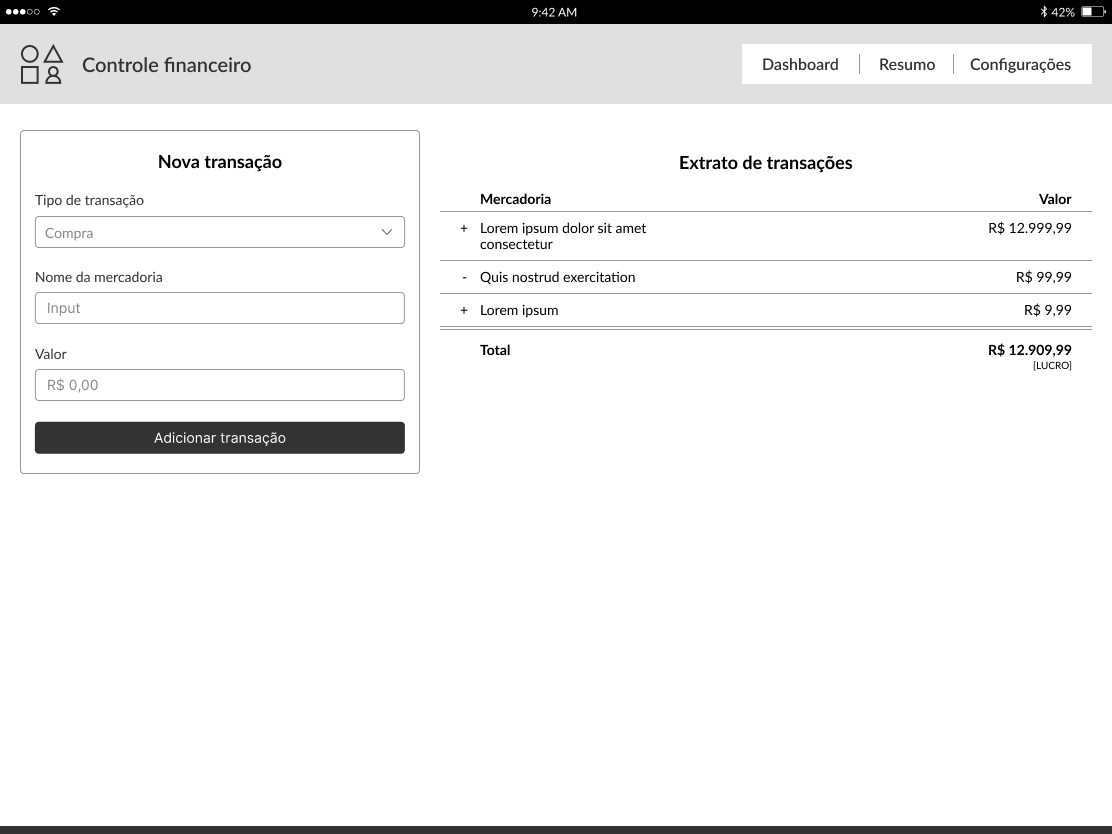 9:42 AM
42%
Controle financeiro
Dashboard
Resumo
Configurações
Nova transação
Tipo de transação
Compra
Nome da mercadoria
Input
Valor
R$ 0,00
Adicionar transação
Extrato de transações
Mercadoria Valor
+ Lorem ipsum dolor sit amet R$ 12.999,99
consectetur
- Quis nostrud exercitation R$ 99,99
+ Lorem ipsum R$ 9,99
Total R$ 12.909,99
[LUCRO]